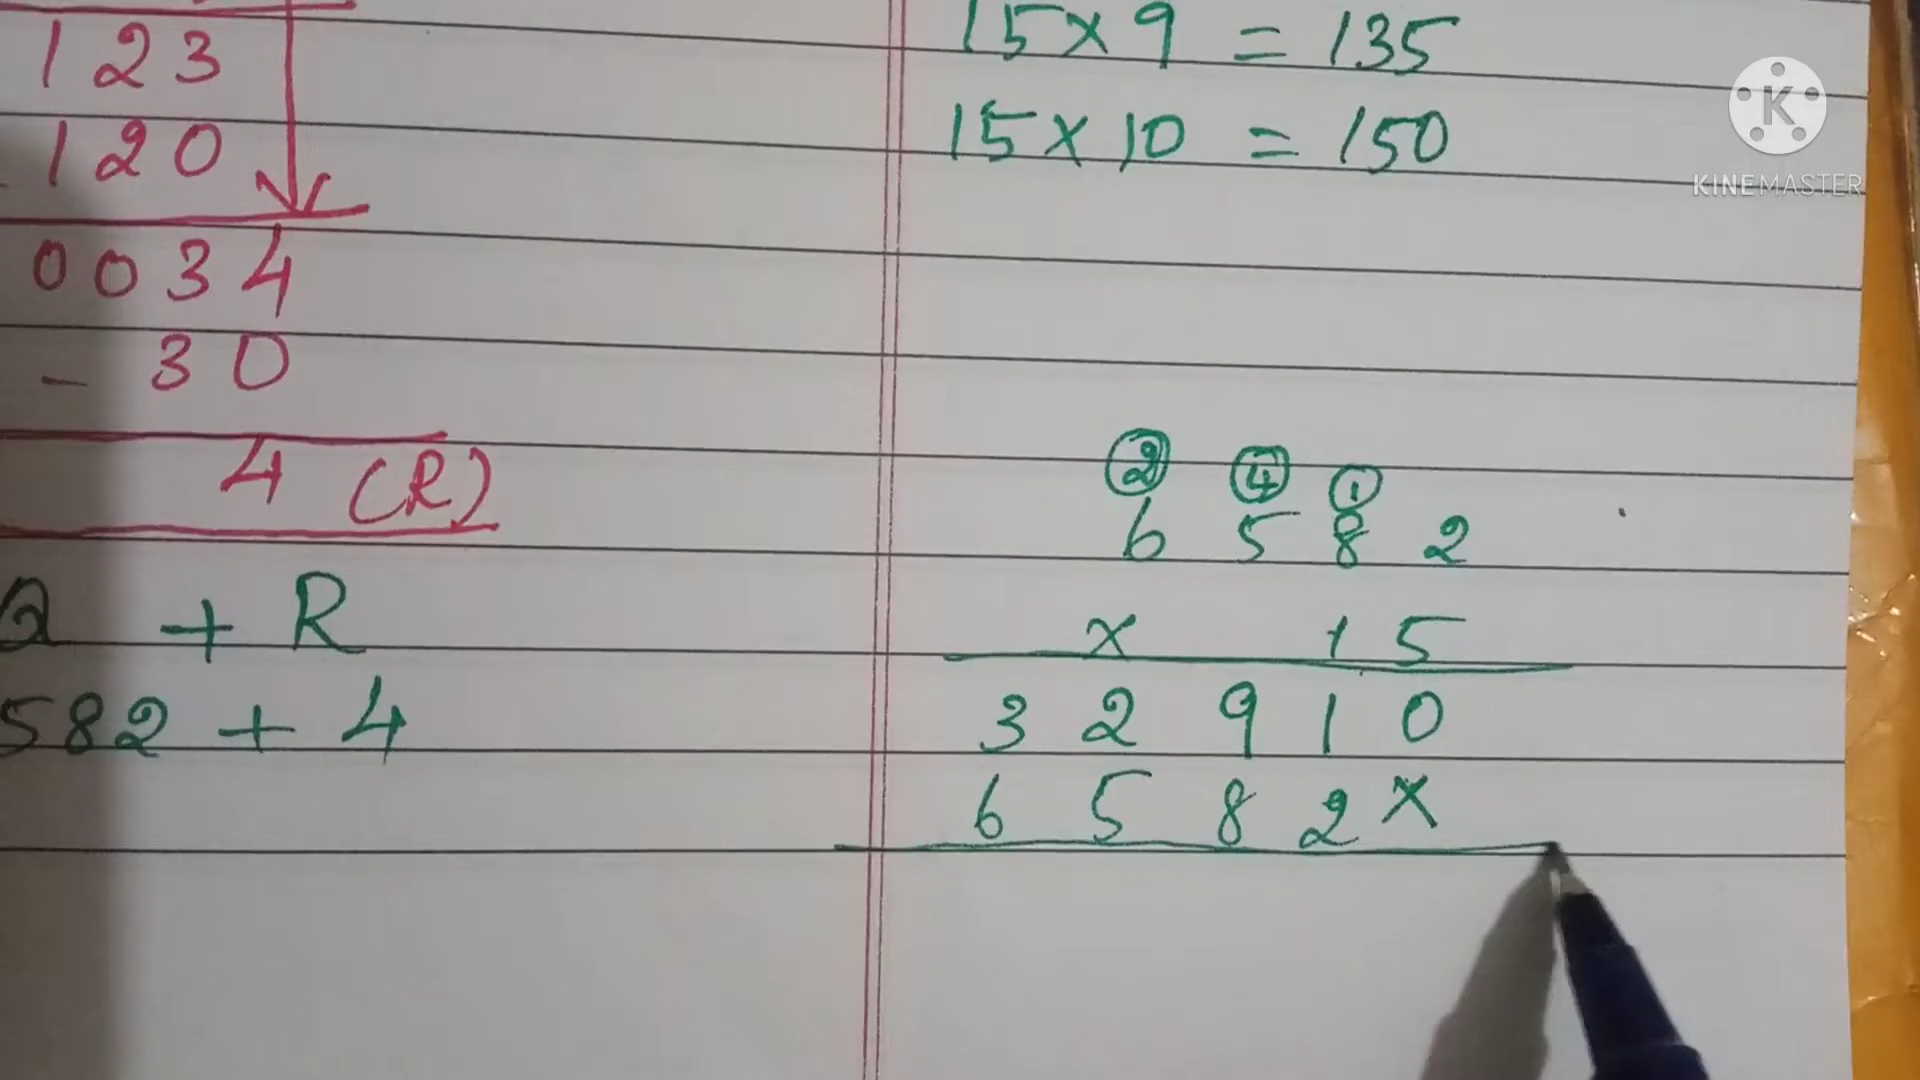 123
120
0034
- 30
4 (R)
Q + R
582 + 4
15 x 9 = 135
15 x 10 = 150
K
KINEMASTER
2 4 1
6 5 8 2
x 1 5
3 2 9 1 0
6 5 8 2 x